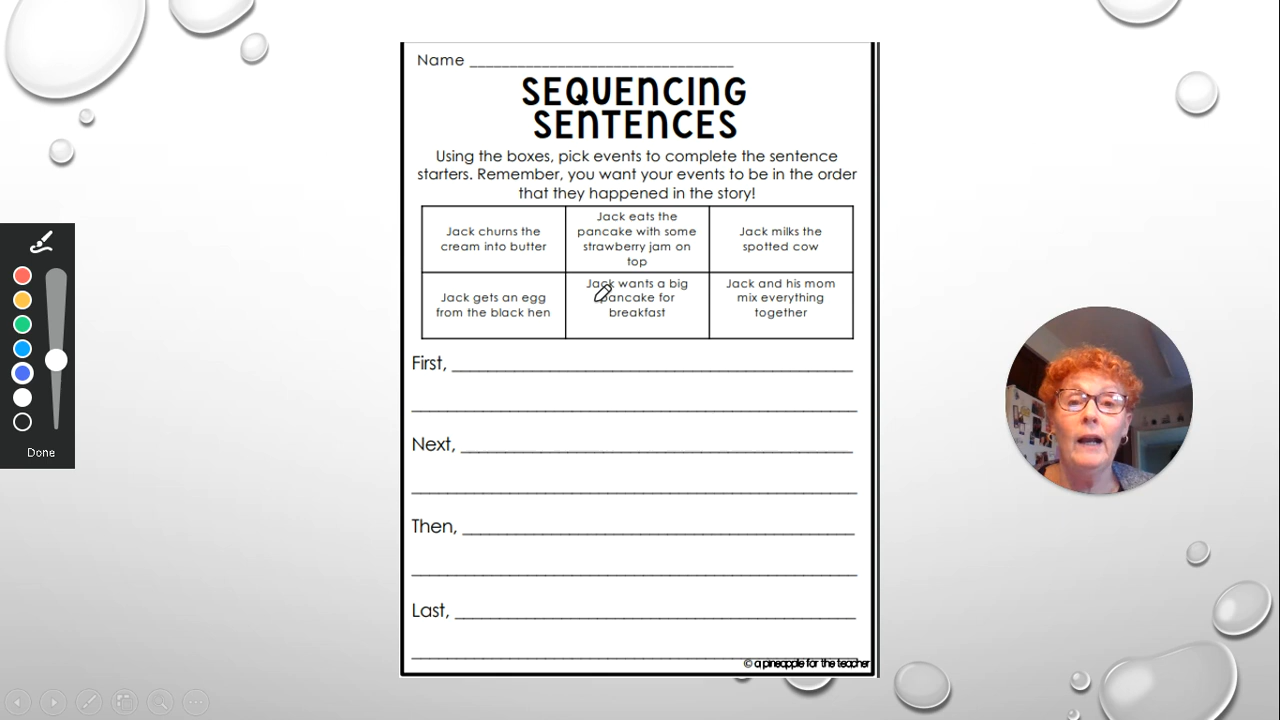 Name
SEQUENCING
SENTENCES
Using the boxes, pick events to complete the sentence
starters. Remember, you want your events to be in the order
that they happened in the story!
Jack churns the
cream into butter
Jack eats the
pancake with some
strawberry jam on
top
Jack milks the
spotted cow
Jack gets an egg
from the black hen
Jack wants a big
pancake for
breakfast
Jack and his mom
mix everything
together
First,
Next,
Then,
Last,
© a pineapple for the teacher
Done